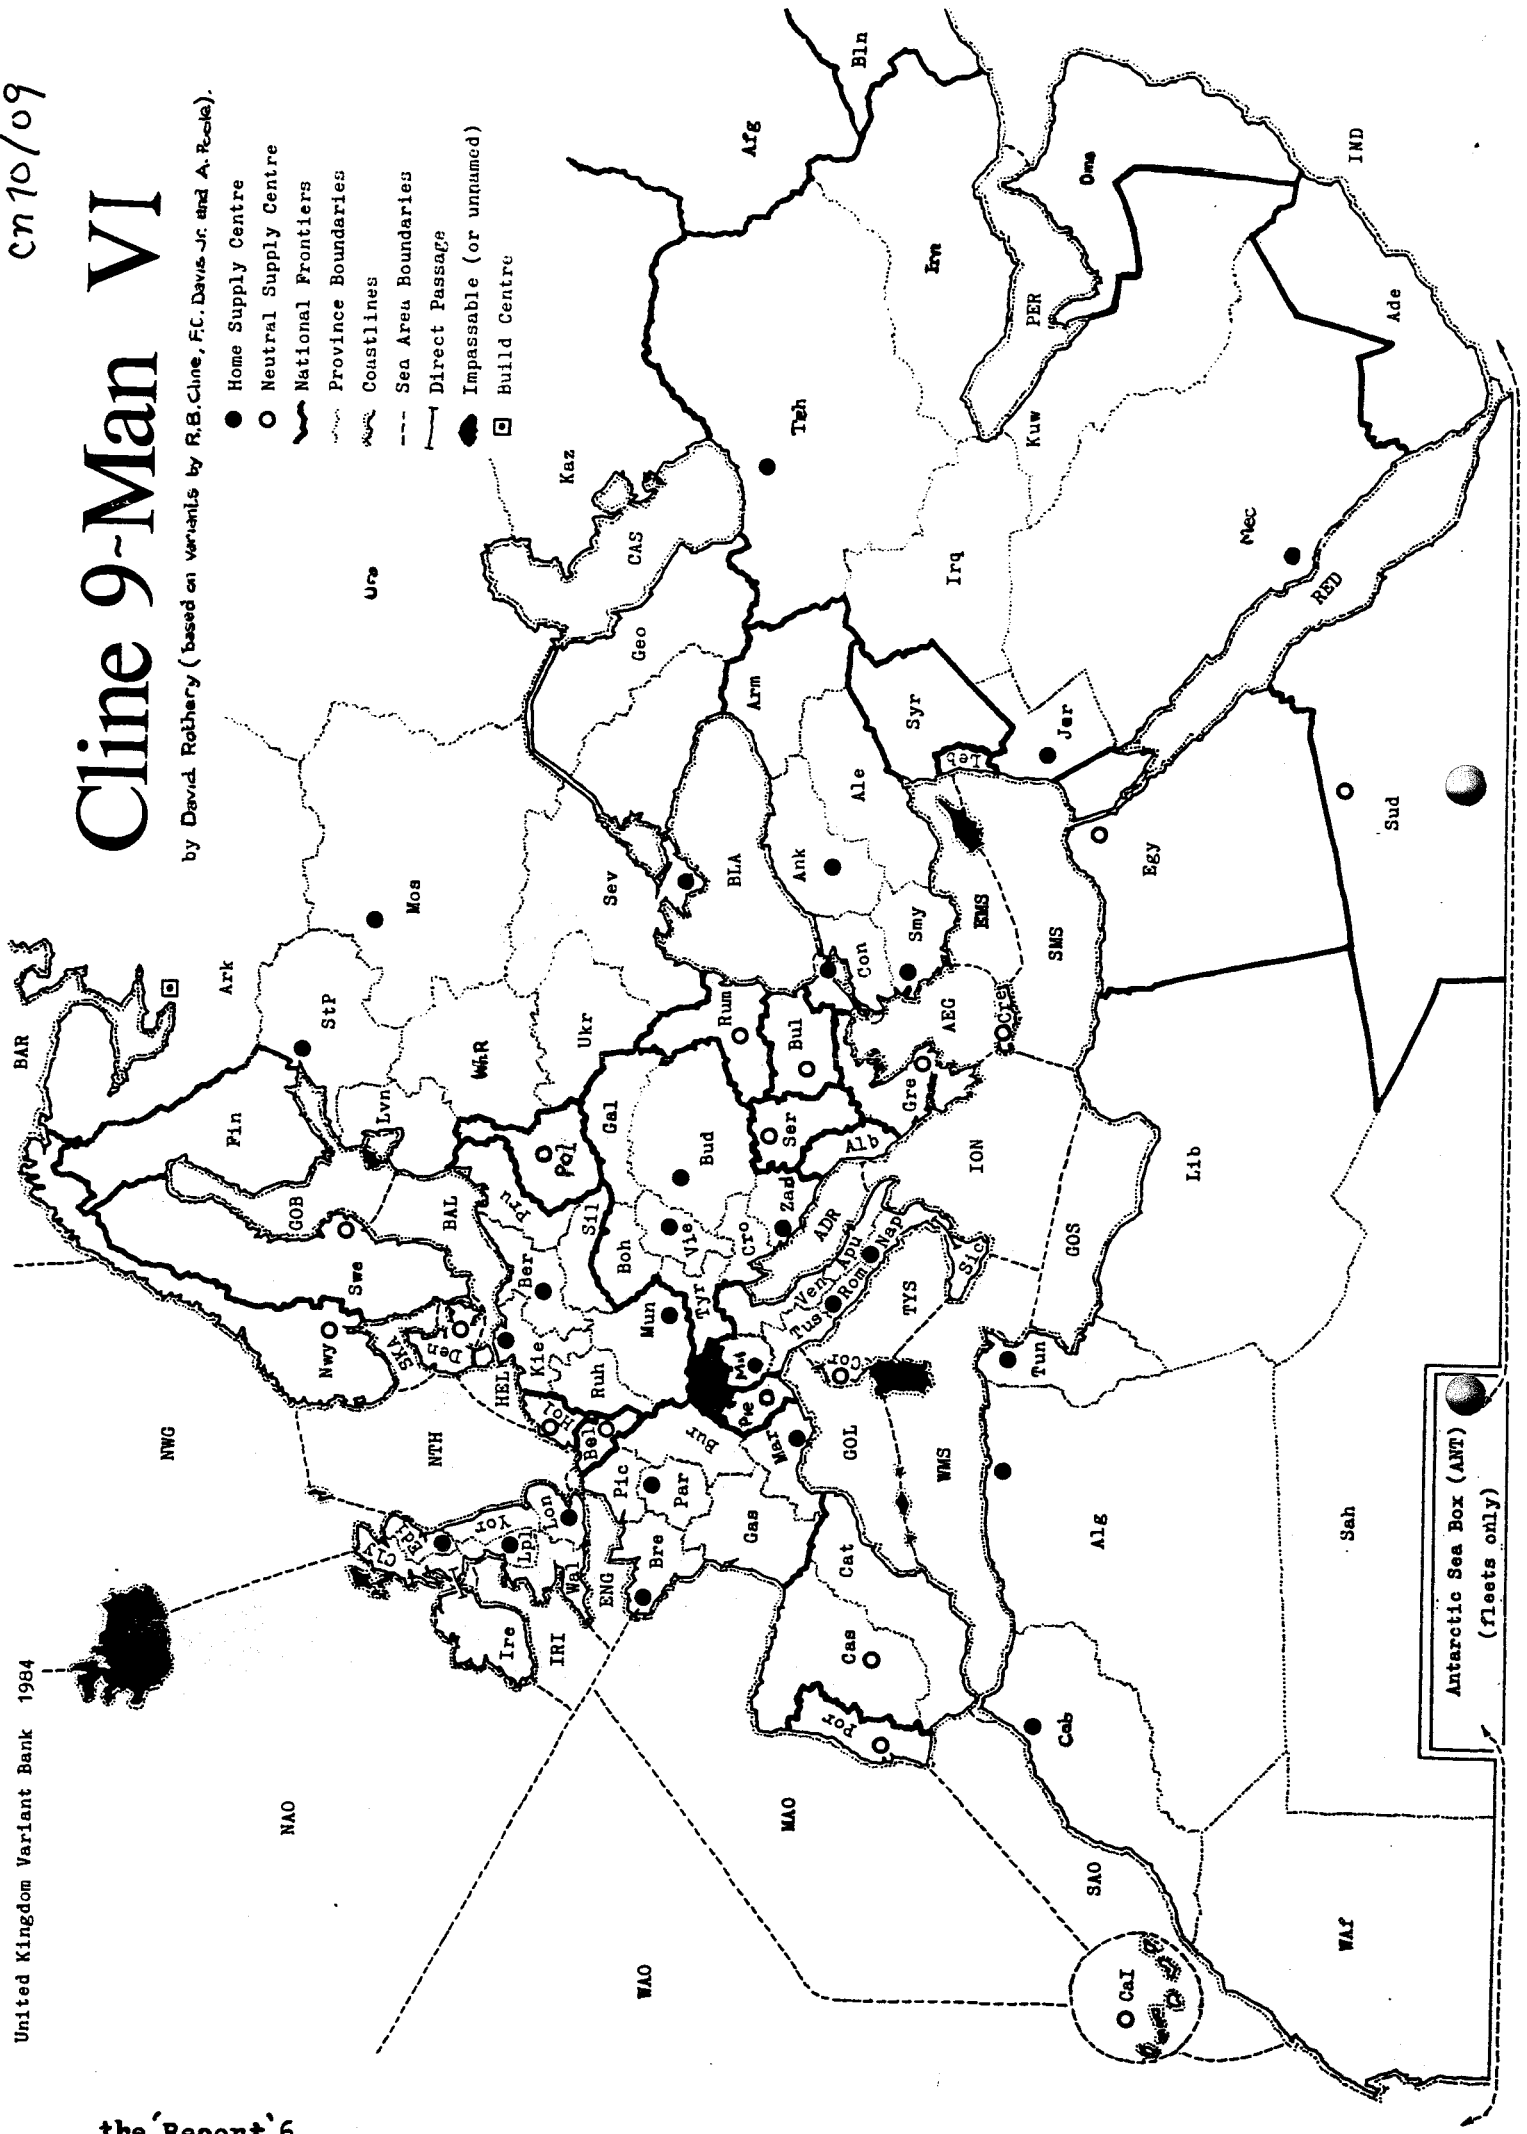 cn 10/09
Cline 9-Man VI
by David Rothery (based on variants by R.B.Cline, F.C. Davis Jr. and A. Poole).
Home Supply Centre
Neutral Supply Centre
National Frontiers
Province Boundaries
Coastlines
Sea Area Boundaries
Direct Passage
Impassable (or unnamed)
Build Centre
United Kingdom Variant Bank 1984
the 'Repont' 6
BAR
Ark
Ura
Kaz
Afg
Bln
NWG
Fin
StP
Mos
CAS
Geo
Teh
Irn
Oma
IND
NAO
Nwy
Swe
GOB
Lvn
WhR
Ukr
Sev
BLA
Arm
PER
Kuw
Irq
Ade
NTH
SKA
Den
BAL
HEL
Pru
Pol
Gal
Rum
Ank
Ale
Syr
Leb
Jer
Mec
RED
Cly
Edi
Yor
Lpl
Lon
Wal
Ire
IRI
ENG
Hol
Bel
Kie
Ber
Ruh
Mun
Sil
Boh
Vie
Bud
Ser
Bul
Con
Smy
Gre
Alb
AEG
Cre
EMS
SMS
Egy
Sud
Pic
Par
Bre
Bur
Gas
Mar
Pie
Mil
Tyr
Cro
Zad
ADR
Ven
Tus
Rom
Apu
Nap
Sic
ION
Cor
TYS
GOL
WMS
GOS
Lib
Tun
Alg
Sah
WAO
MAO
Por
Cas
Cat
Cab
SAO
CaI
WAf
Antarctic Sea Box (ANT)
(fleets only)